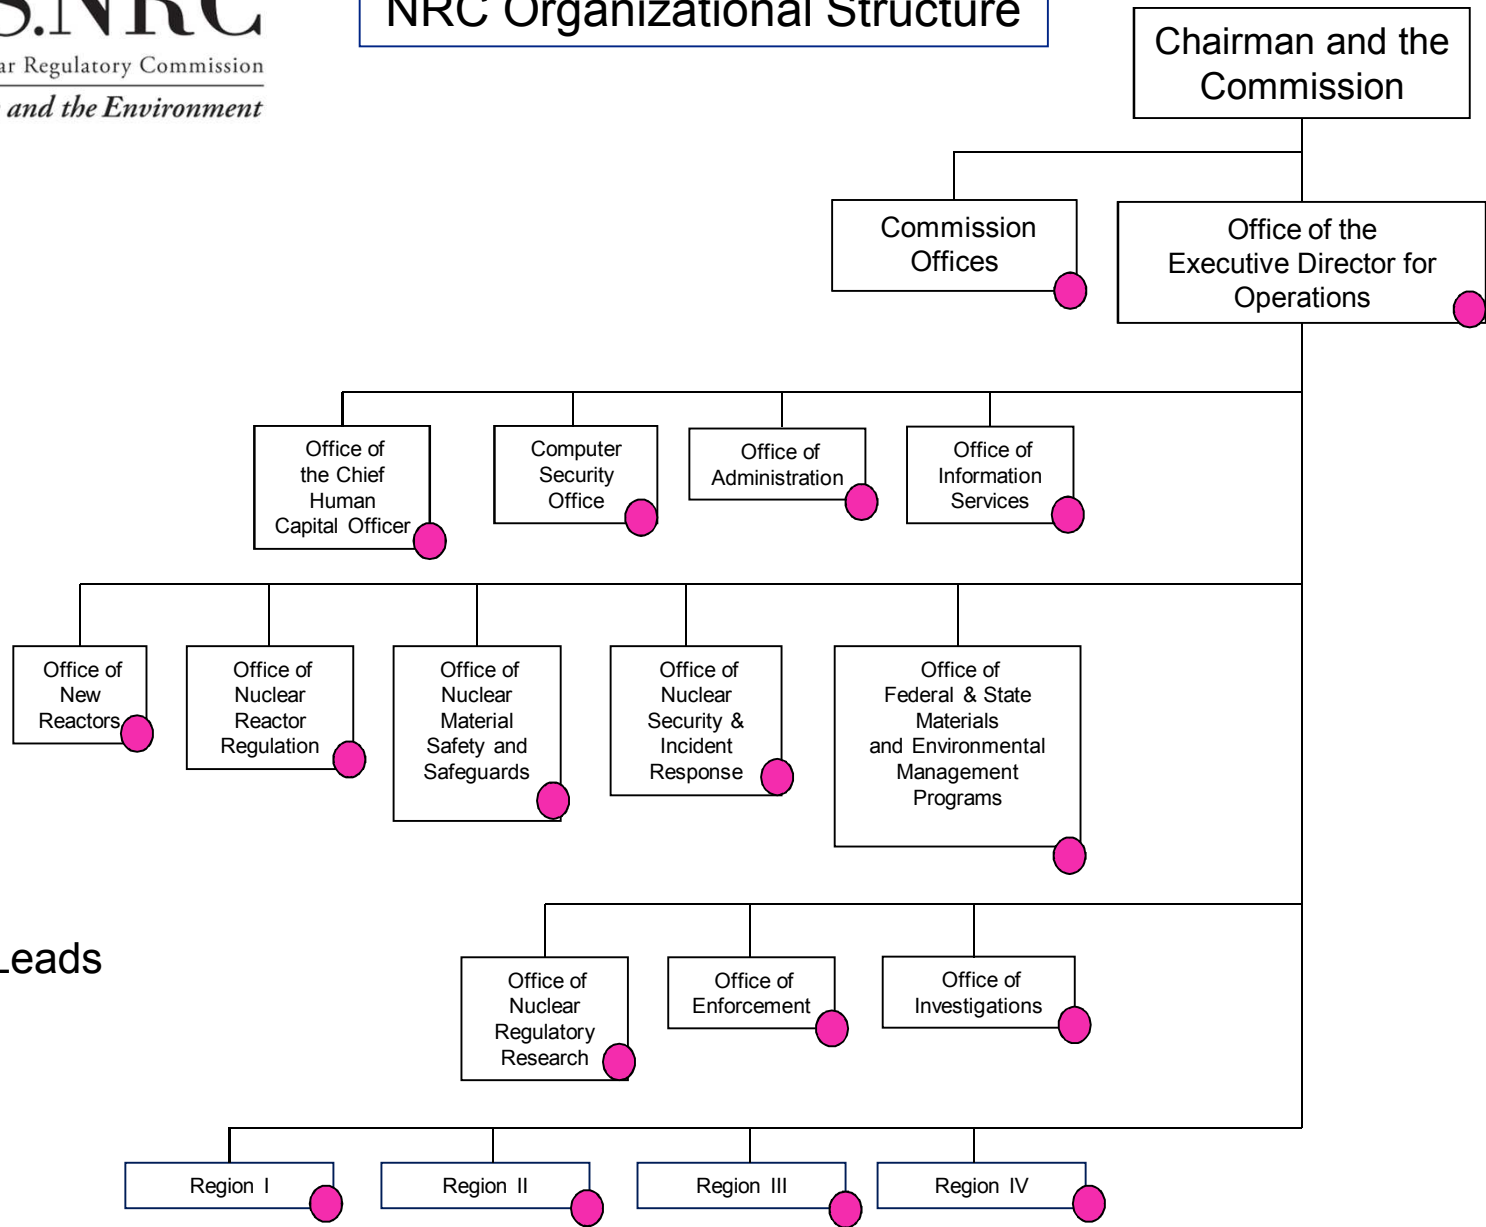 S.NRC
ar Regulatory Commission
and the Environment
NRC Organizational Structure
Chairman and the
Commission
Commission
Offices
Office of the
Executive Director for
Operations
Office of
the Chief
Human
Capital Officer
Computer
Security
Office
Office of
Administration
Office of
Information
Services
Office of
New
Reactors
Office of
Nuclear
Reactor
Regulation
Office of
Nuclear
Material
Safety and
Safeguards
Office of
Nuclear
Security &
Incident
Response
Office of
Federal & State
Materials
and Environmental
Management
Programs
Leads
Office of
Nuclear
Regulatory
Research
Office of
Enforcement
Office of
Investigations
Region I
Region II
Region III
Region IV